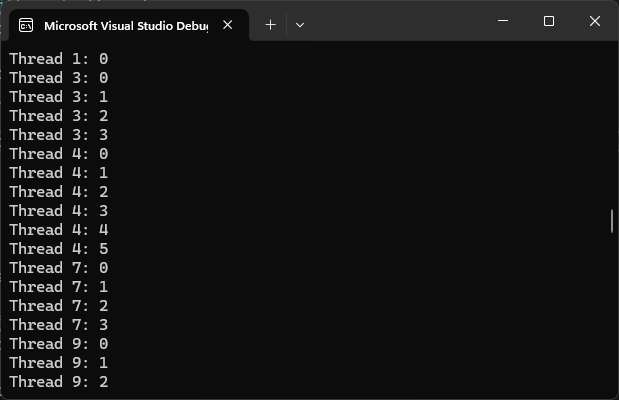 Microsoft Visual Studio Debug
Thread 1: 0
Thread 3: 0
Thread 3: 1
Thread 3: 2
Thread 3: 3
Thread 4: 0
Thread 4: 1
Thread 4: 2
Thread 4: 3
Thread 4: 4
Thread 4: 5
Thread 7: 0
Thread 7: 1
Thread 7: 2
Thread 7: 3
Thread 9: 0
Thread 9: 1
Thread 9: 2